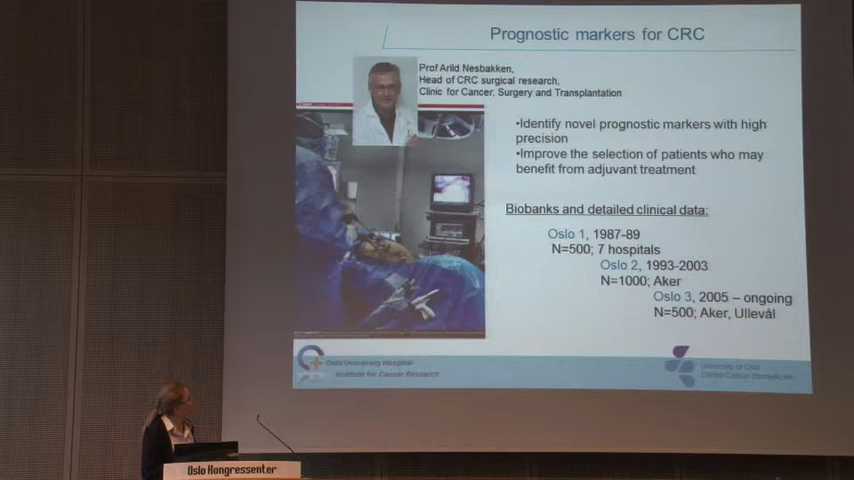 Prognostic markers for CRC
Prof Arild Nesbakken,
Head of CRC surgical research,
Clinic for Cancer, Surgery and Transplantation
•Identify novel prognostic markers with high
precision
•Improve the selection of patients who may
benefit from adjuvant treatment
Biobanks and detailed clinical data:
Oslo 1, 1987-89
N=500; 7 hospitals
Oslo 2, 1993-2003
N=1000; Aker
Oslo 3, 2005 – ongoing
N=500; Aker, Ullevål
Oslo University Hospital
Institute for Cancer Research
University of Oslo
Centre Cancer Biomedicine
Oslo Kongressenter